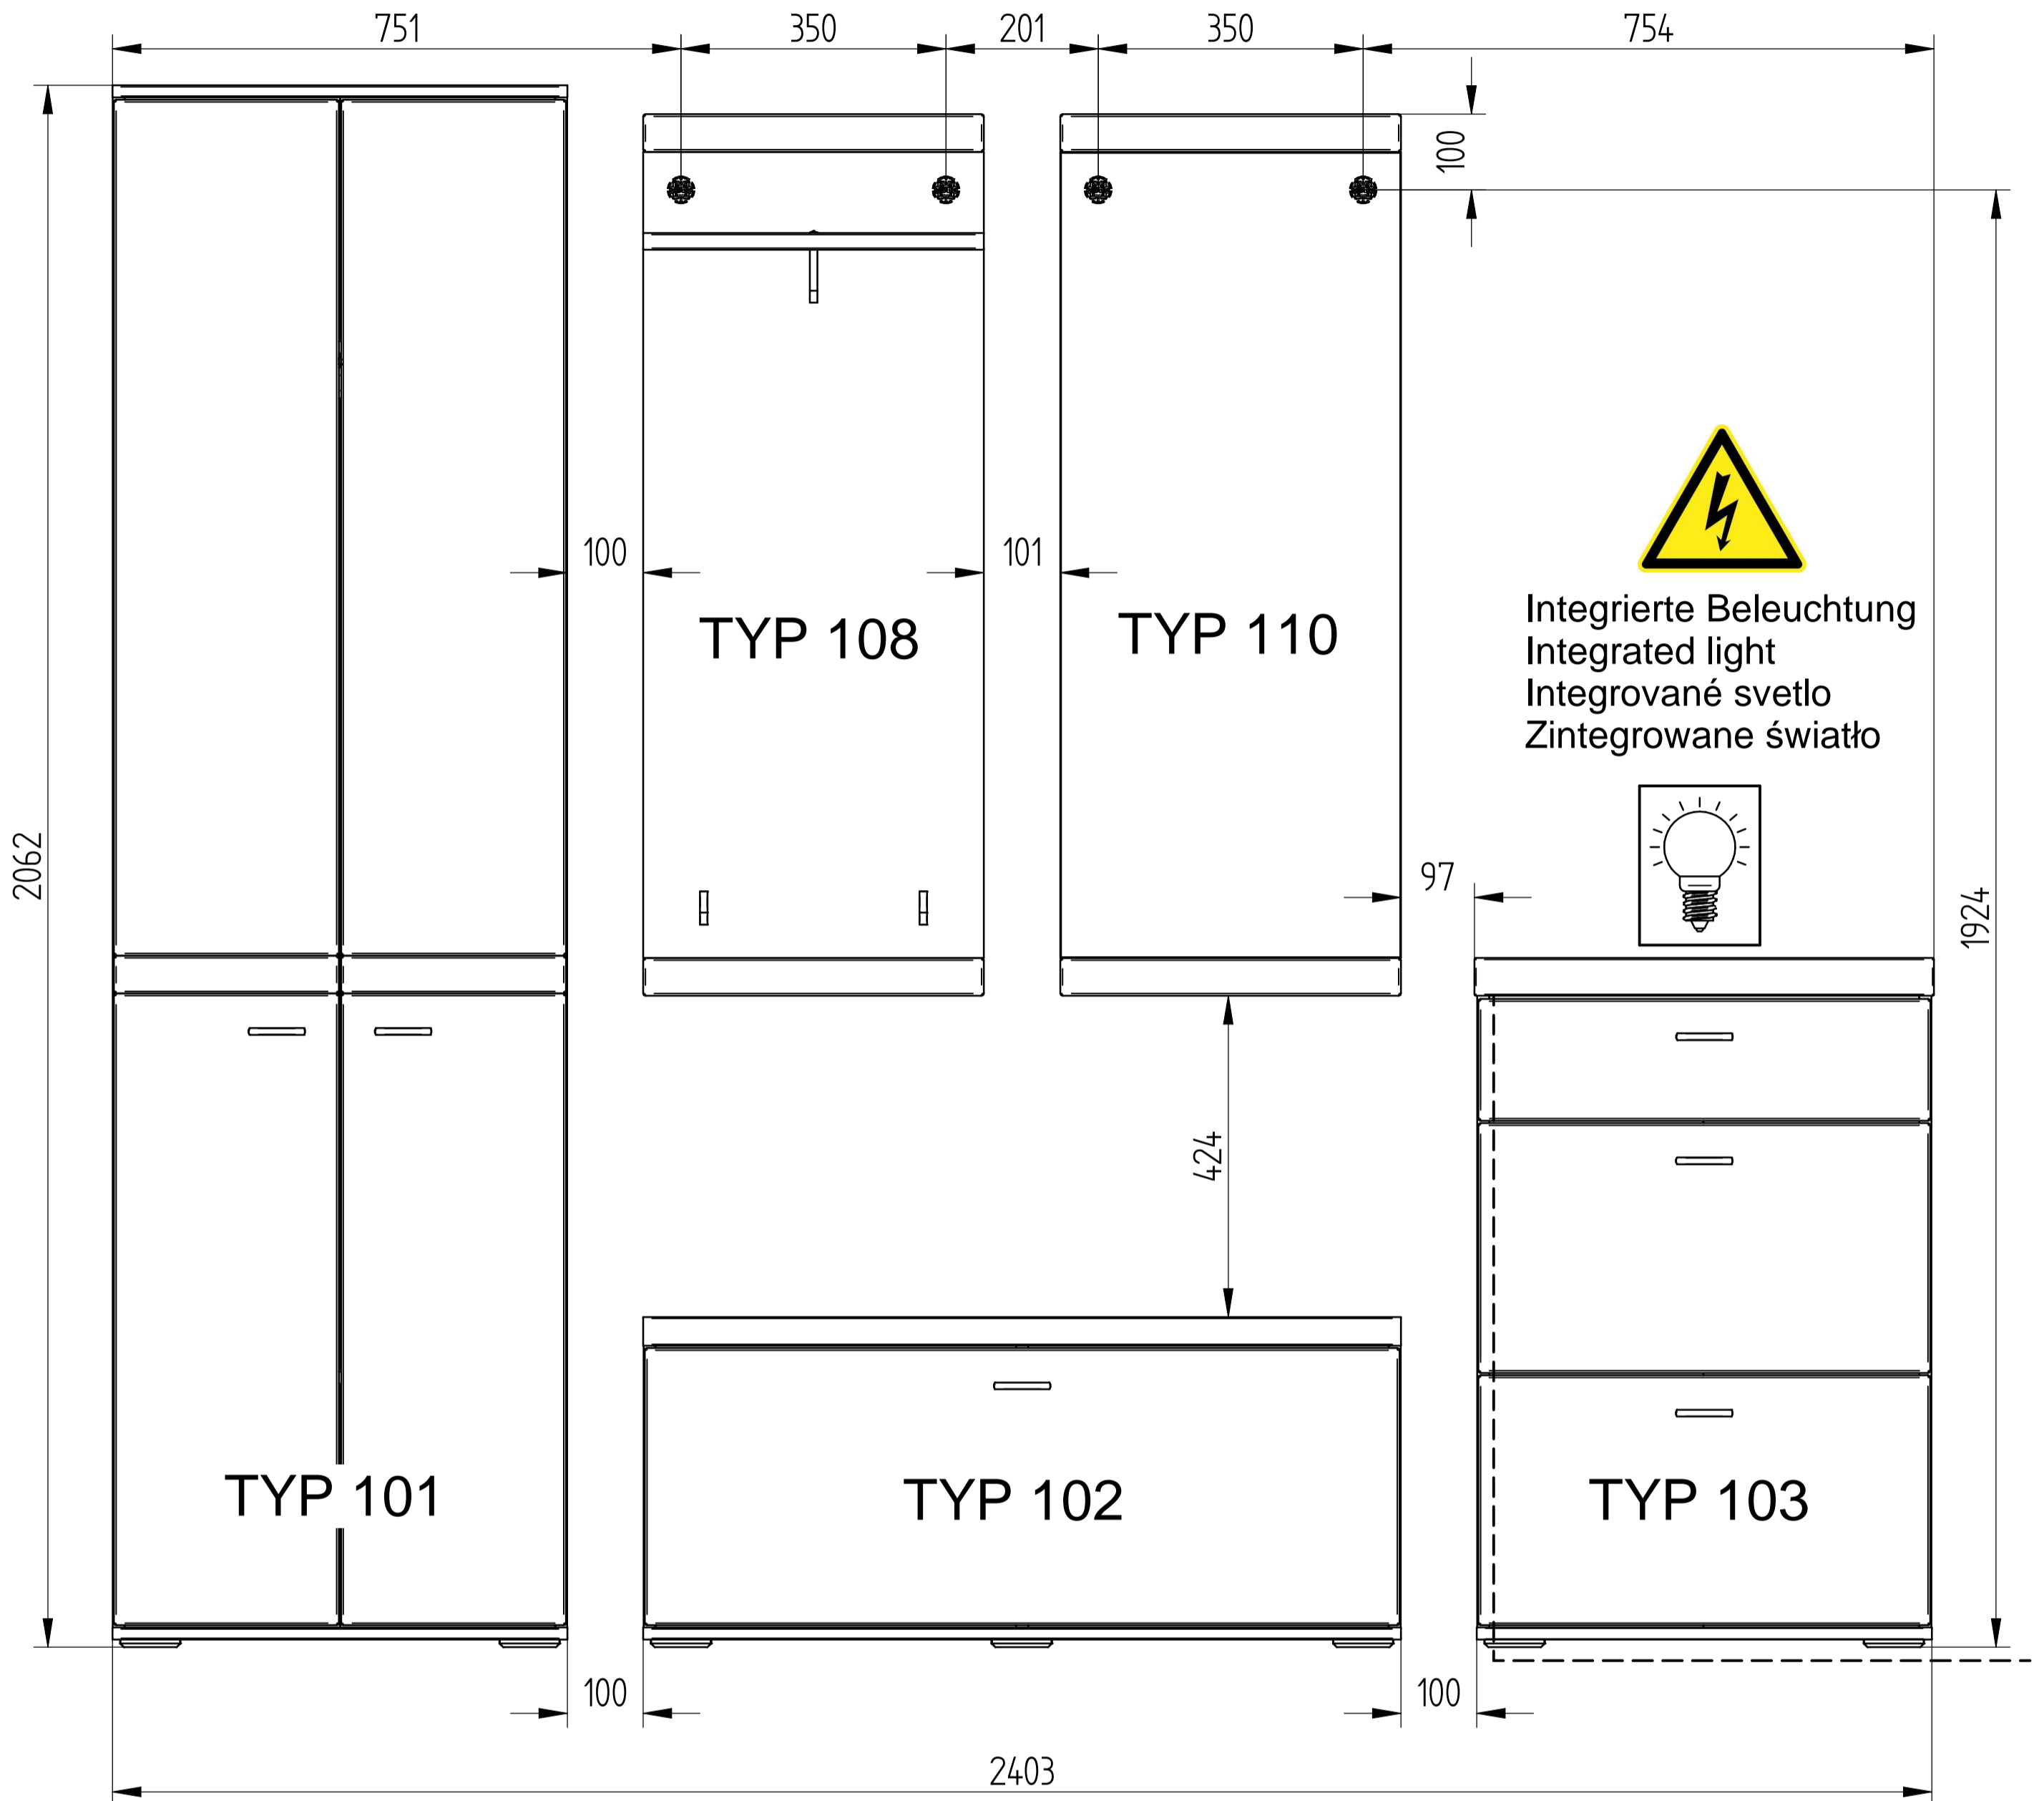 751
350
201
350
754
100
100
101
TYP 108
TYP 110
Integrierte Beleuchtung
Integrated light
Integrované svetlo
Zintegrowane światło
2062
97
1924
424
TYP 101
TYP 102
TYP 103
100
100
2403